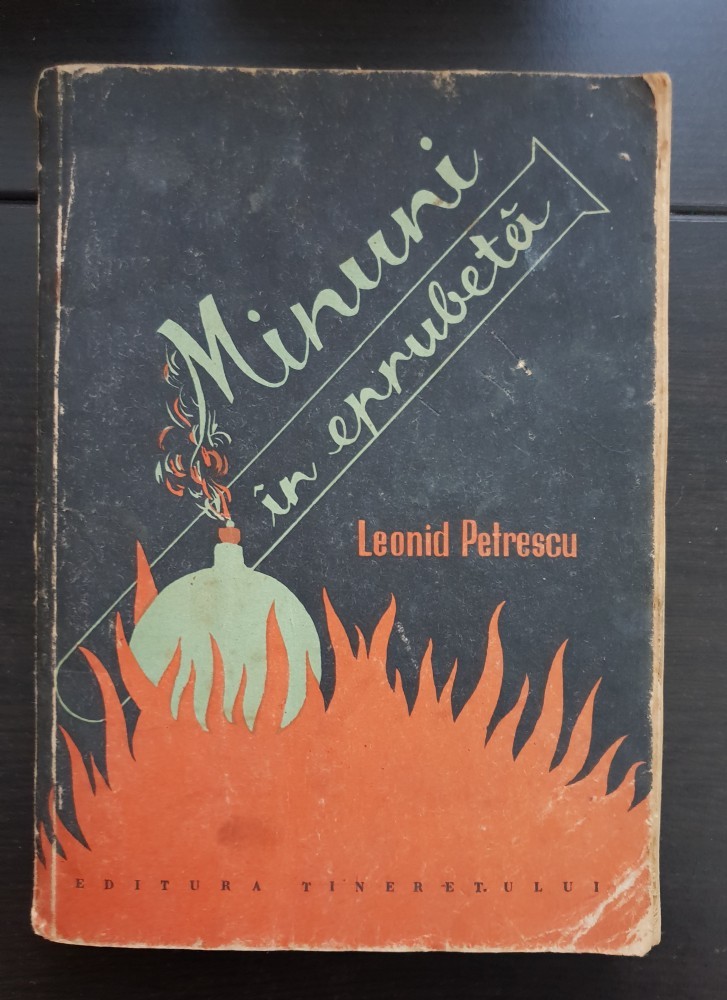 Minuni
în eprubetă
Leonid Petrescu
EDITURA TINERETULUI